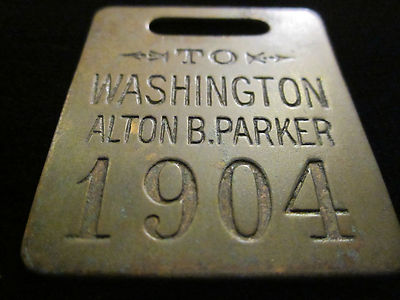 TO
WASHINGTON
ALTON B. PARKER
1904